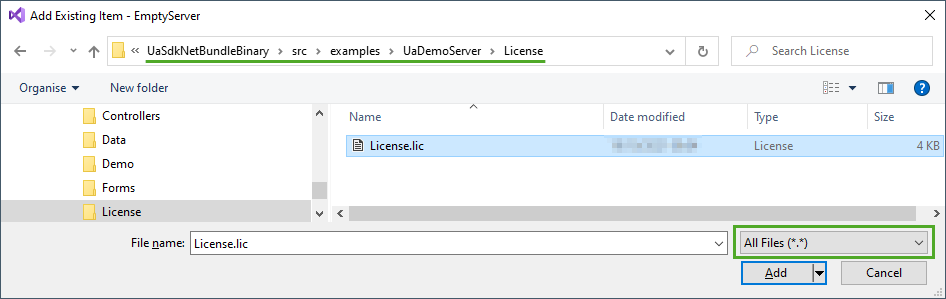 Add Existing Item - EmptyServer
« UaSdkNetBundleBinary > src > examples > UaDemoServer > License
Search License
Organise
New folder
?
Controllers
Data
Demo
Forms
License
Name Date modified Type Size
License.lic License 4 KB
File name: License.lic
All Files (*.*)
Add Cancel